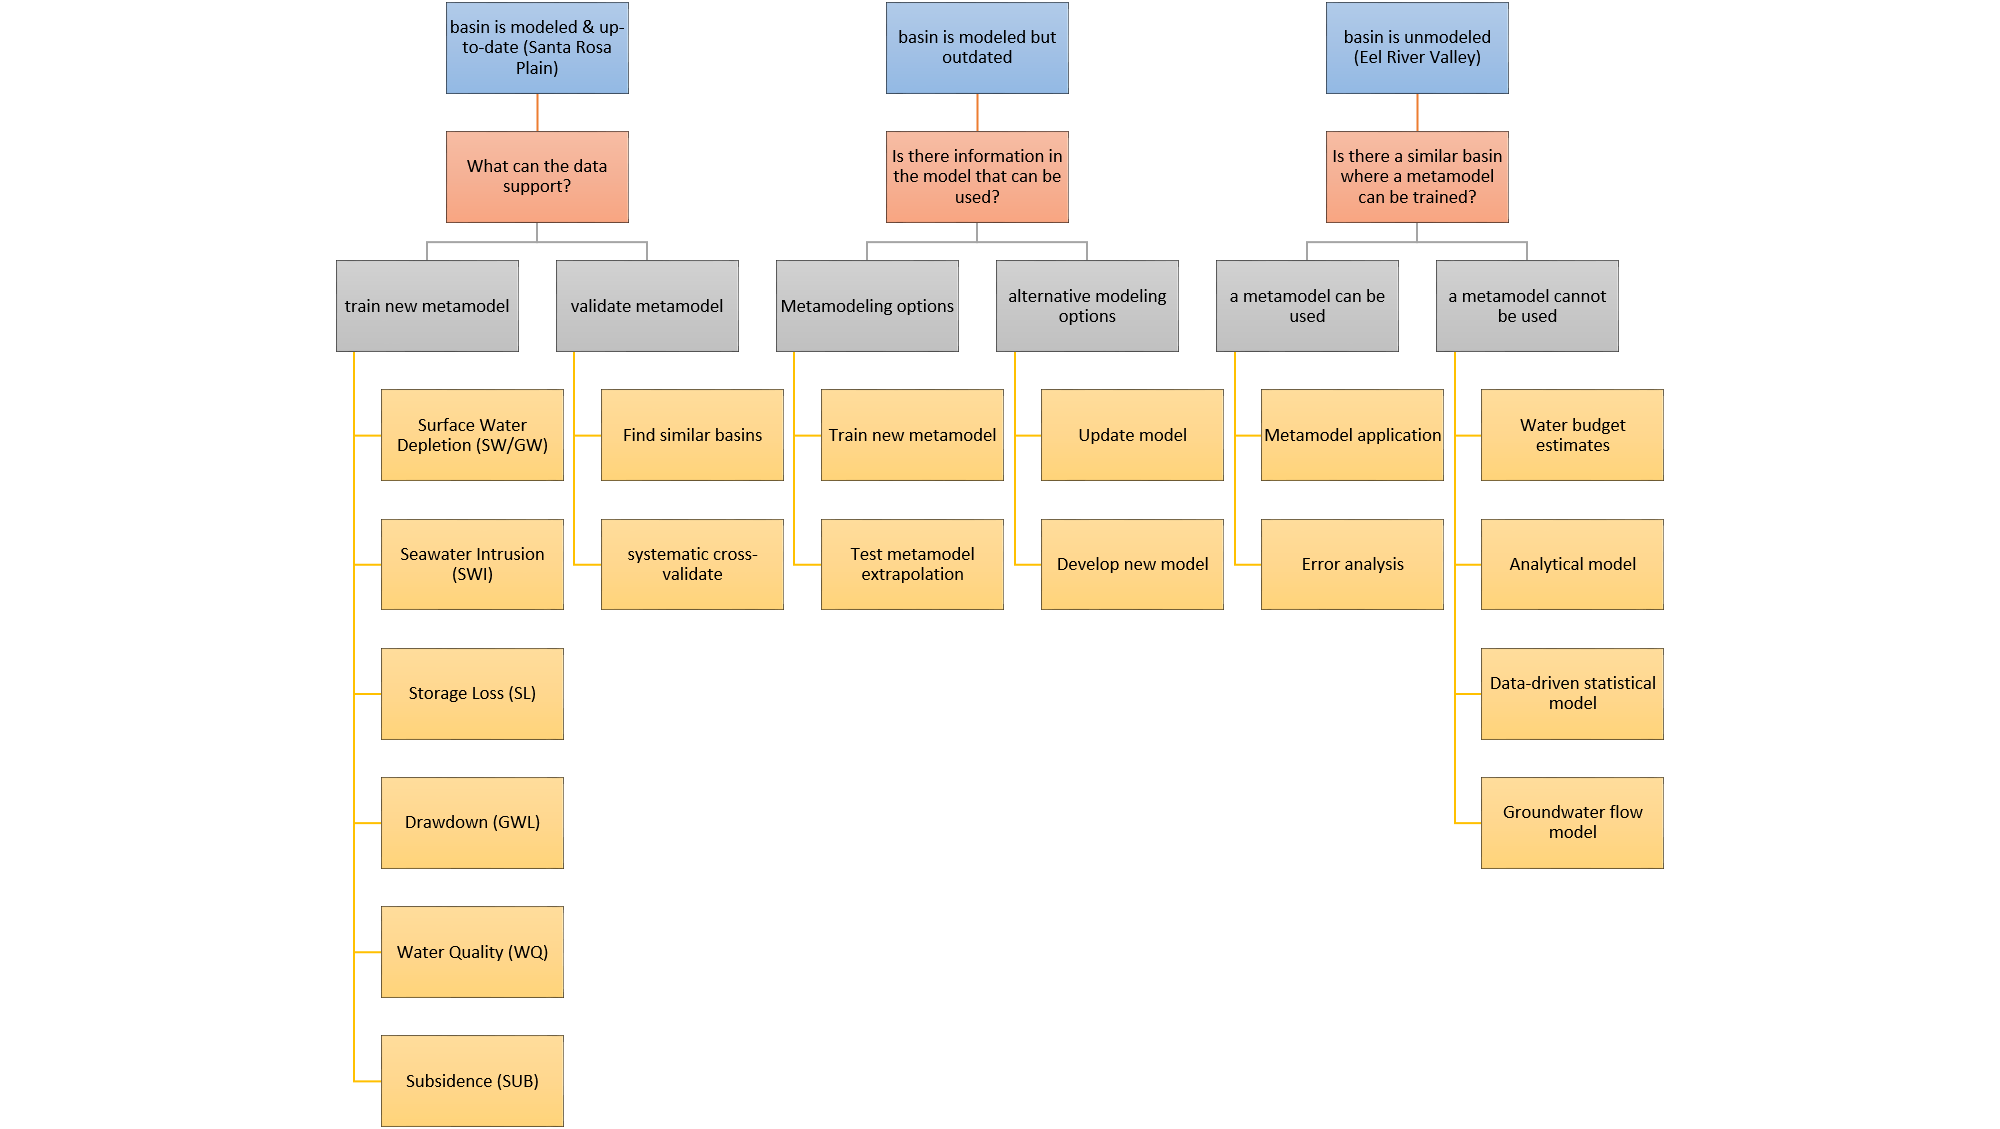 basin is modeled & up-
to-date (Santa Rosa
Plain)
basin is modeled but
outdated
basin is unmodeled
(Eel River Valley)
What can the data
support?
Is there information in
the model that can be
used?
Is there a similar basin
where a metamodel
can be trained?
train new metamodel
validate metamodel
Metamodeling options
alternative modeling
options
a metamodel can be
used
a metamodel cannot
be used
Surface Water
Depletion (SW/GW)
Find similar basins
Train new metamodel
Update model
Metamodel application
Water budget
estimates
Seawater Intrusion
(SWI)
systematic cross-
validate
Test metamodel
extrapolation
Develop new model
Error analysis
Analytical model
Storage Loss (SL)
Data-driven statistical
model
Drawdown (GWL)
Groundwater flow
model
Water Quality (WQ)
Subsidence (SUB)